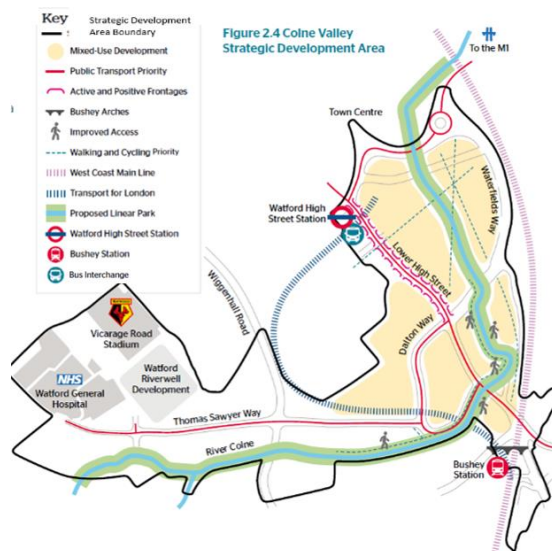 Key
Strategic Development
Area Boundary
Mixed-Use Development
Public Transport Priority
Active and Positive Frontages
Bushey Arches
Improved Access
Walking and Cycling Priority
West Coast Main Line
Transport for London
Proposed Linear Park
Watford High Street Station
Bushey Station
Bus Interchange
Figure 2.4 Colne Valley
Strategic Development Area
To the M1
Town Centre
Waterfields Way
Watford High
Street Station
Lower High Street
Wiggenhall Road
Dalton Way
Vicarage Road
Stadium
NHS
Watford General
Hospital
Watford
Riverwell
Development
Thomas Sawyer Way
River Colne
Bushey
Station